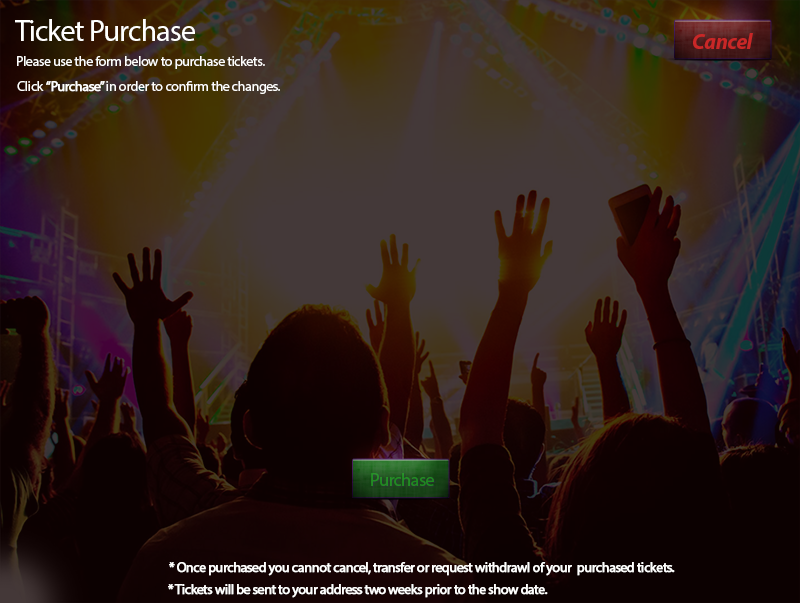 Ticket Purchase
Cancel
Please use the form below to purchase tickets.
Click “Purchase” in order to confirm the changes.
Purchase
* Once purchased you cannot cancel, transfer or request withdrawl of your purchased tickets.
* Tickets will be sent to your address two weeks prior to the show date.